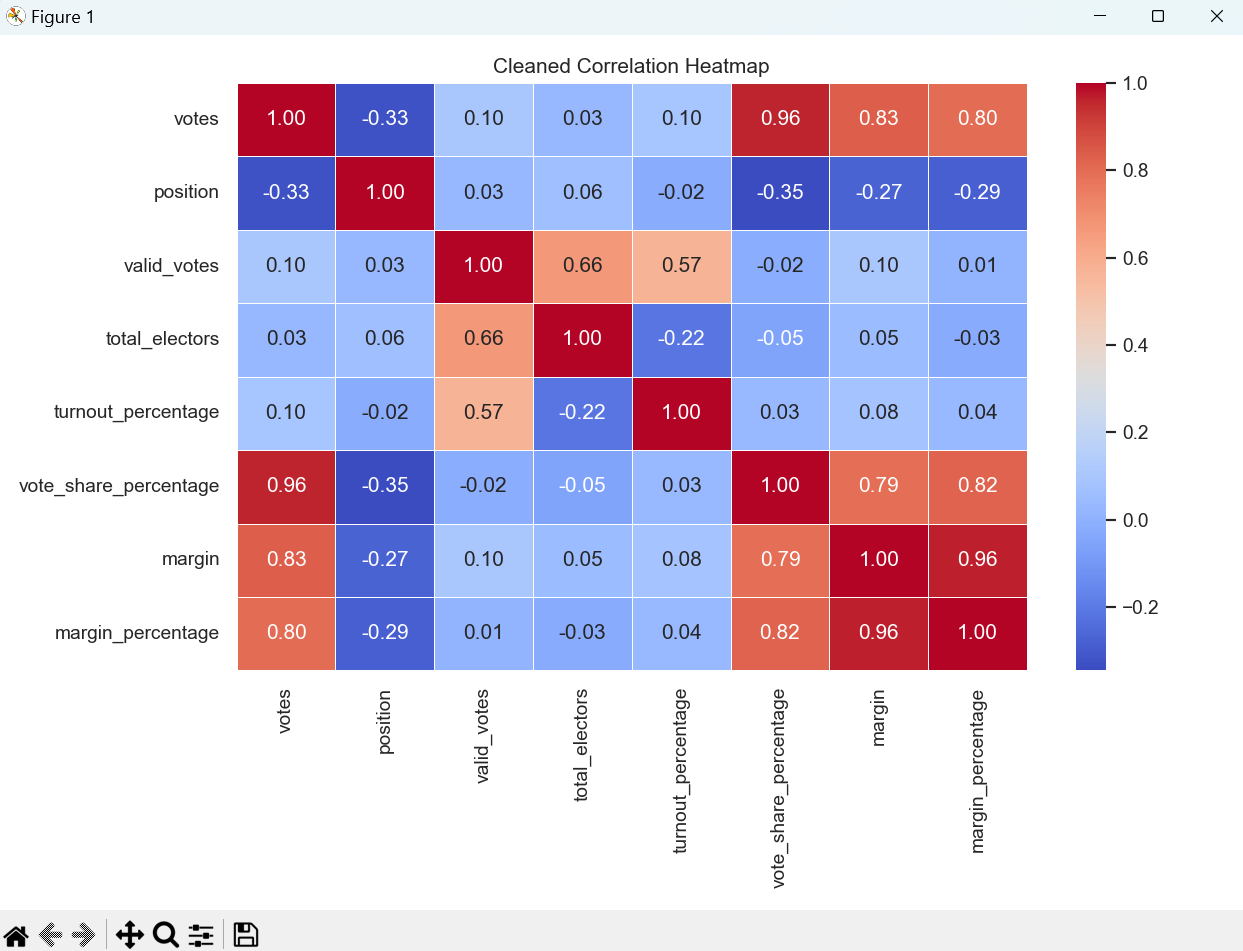 Figure 1
Cleaned Correlation Heatmap
votes 1.00 -0.33 0.10 0.03 0.10 0.96 0.83 0.80
position -0.33 1.00 0.03 0.06 -0.02 -0.35 -0.27 -0.29
valid_votes 0.10 0.03 1.00 0.66 0.57 -0.02 0.10 0.01
total_electors 0.03 0.06 0.66 1.00 -0.22 -0.05 0.05 -0.03
turnout_percentage 0.10 -0.02 0.57 -0.22 1.00 0.03 0.08 0.04
vote_share_percentage 0.96 -0.35 -0.02 -0.05 0.03 1.00 0.79 0.82
margin 0.83 -0.27 0.10 0.05 0.08 0.79 1.00 0.96
margin_percentage 0.80 -0.29 0.01 -0.03 0.04 0.82 0.96 1.00
votes
position
valid_votes
total_electors
turnout_percentage
vote_share_percentage
margin
margin_percentage
1.0
0.8
0.6
0.4
0.2
0.0
−0.2